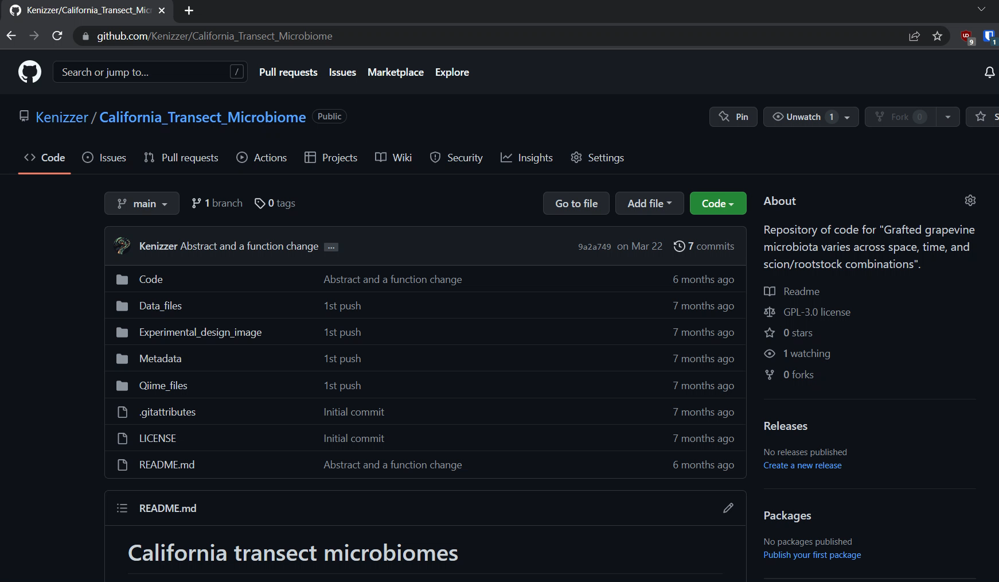 Kenizzer/California_Transect_Mic
github.com/Kenizzer/California_Transect_Microbiome
9
1
Search or jump to...
/
Pull requests
Issues
Marketplace
Explore
Kenizzer / California_Transect_Microbiome
Public
Pin
Unwatch 1
Fork 0
S
Code
Issues
Pull requests
Actions
Projects
Wiki
Security
Insights
Settings
main
1 branch
0 tags
Go to file
Add file
Code
Kenizzer Abstract and a function change ...
9a2a749 on Mar 22
7 commits
Code Abstract and a function change 6 months ago
Data_files 1st push 7 months ago
Experimental_design_image 1st push 7 months ago
Metadata 1st push 7 months ago
Qiime_files 1st push 7 months ago
.gitattributes Initial commit 7 months ago
LICENSE Initial commit 7 months ago
README.md Abstract and a function change 6 months ago
README.md
California transect microbiomes
About
Repository of code for "Grafted grapevine
microbiota varies across space, time, and
scion/rootstock combinations".
Readme
GPL-3.0 license
0 stars
1 watching
0 forks
Releases
No releases published
Create a new release
Packages
No packages published
Publish your first package